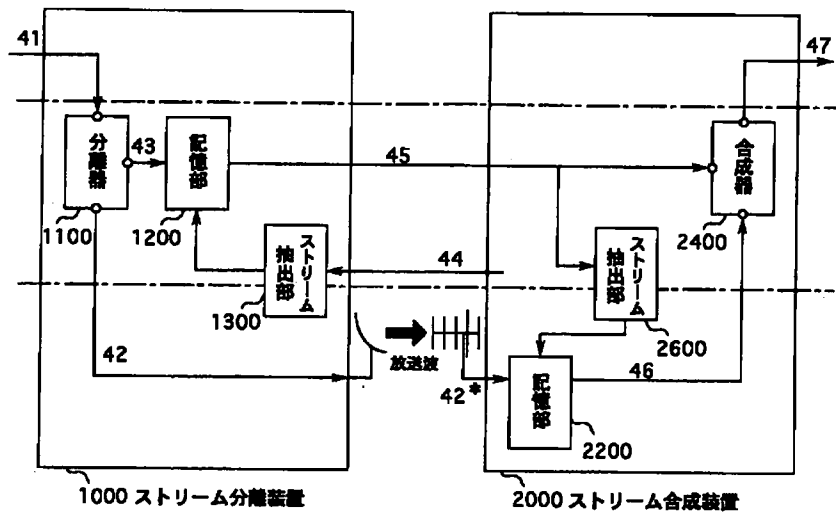 41
47
分離器
43
記憶部
45
合成器
1100
1200
2400
ストリーム
抽出部
44
ストリーム
抽出部
1300
2600
42
放送波
42*
記憶部
46
2200
1000 ストリーム分離装置
2000 ストリーム合成装置